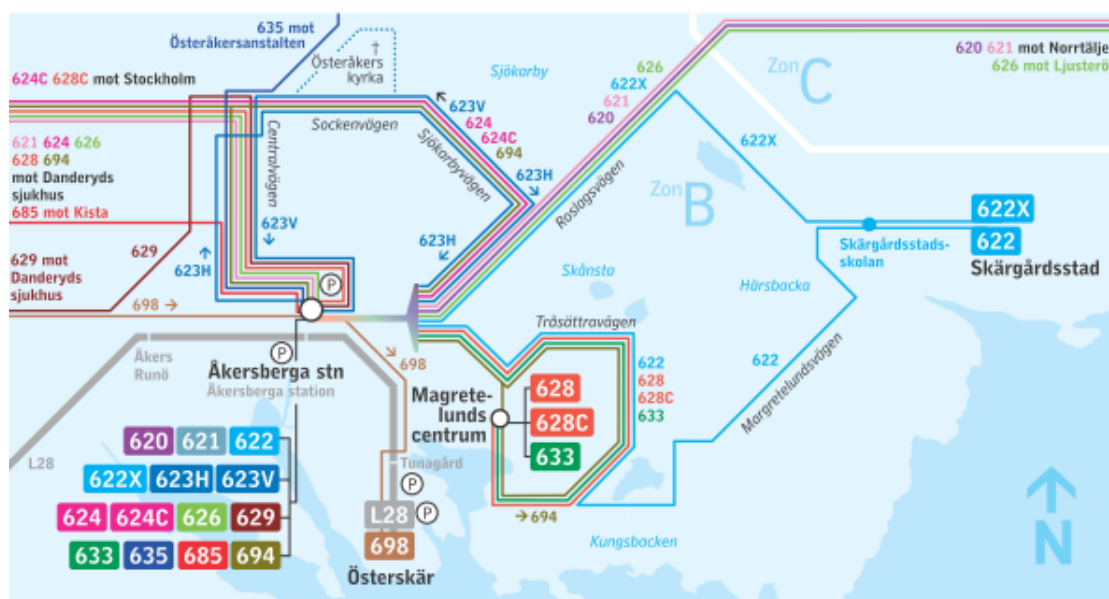 635 mot
Österåkersanstalten
†
Österåkers
kyrka
Sjökarby
626
622X
621
620
Zon C
620 621 mot Norrtälje
626 mot Ljusterö
624C 628C mot Stockholm
623V
624
624C
694
Sockenvägen
Centralvägen
Sjökarbyvägen
621 624 626
628 694
mot Danderyds
sjukhus
685 mot Kista
622X
623H
Roslagsvägen
Zon B
622X
622
Skärgårdsstads-
skolan
Skärgårdsstad
623V
623H
629
623H
629 mot
Danderyds
sjukhus
698
P
Skånsta
Härsbacka
Tråsättravägen
Åkers
Runö
P
Åkersberga stn
Åkersberga station
698
Magrete-
lunds
centrum
628
628C
633
622
628
628C
633
622
Margretelundsvägen
L28
620 621 622
622X 623H 623V
624 624C 626 629
633 635 685 694
Tunagård
P
L28
P
698
Österskär
694
Kungsbacken
N